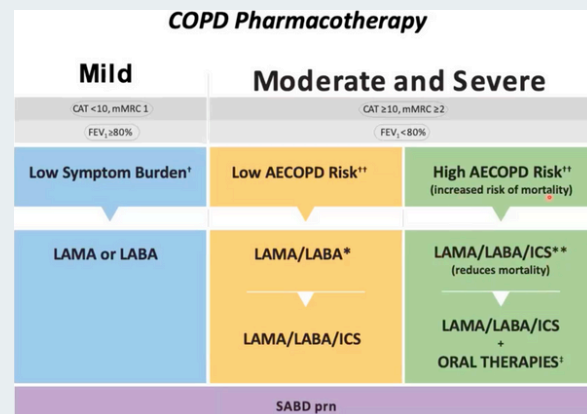 COPD Pharmacotherapy
Mild
Moderate and Severe
CAT <10, mMRC 1
CAT ≥10, mMRC ≥2
FEV₁ ≥80%
FEV₁ <80%
Low Symptom Burden†
Low AECOPD Risk††
High AECOPD Risk††
(increased risk of mortality)
LAMA or LABA
LAMA/LABA*
LAMA/LABA/ICS**
(reduces mortality)
LAMA/LABA/ICS
LAMA/LABA/ICS
+
ORAL THERAPIES‡
SABD prn